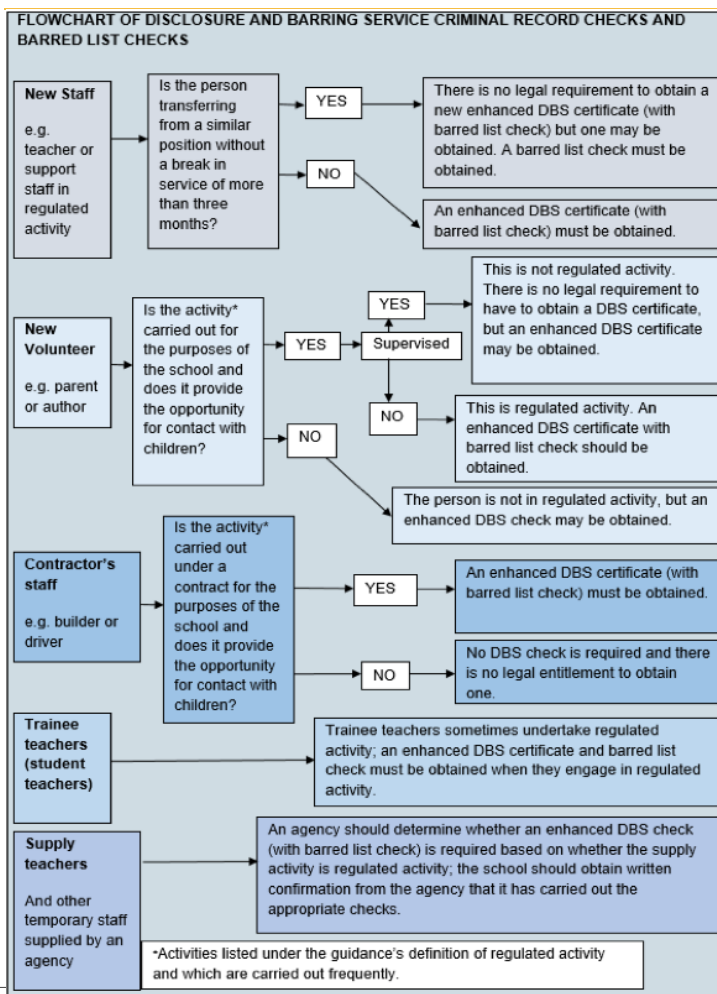 FLOWCHART OF DISCLOSURE AND BARRING SERVICE CRIMINAL RECORD CHECKS AND
BARRED LIST CHECKS
New Staff
e.g.
teacher or
support
staff in
regulated
activity
Is the person
transferring
from a similar
position without
a break in
service of more
than three
months?
YES
There is no legal requirement to obtain a
new enhanced DBS certificate (with
barred list check) but one may be
obtained. A barred list check must be
obtained.
NO
An enhanced DBS certificate (with
barred list check) must be obtained.
New
Volunteer
e.g. parent
or author
Is the activity*
carried out for
the purposes of
the school and
does it provide
the opportunity
for contact with
children?
YES
Supervised
YES
This is not regulated activity.
There is no legal requirement to
have to obtain a DBS certificate,
but an enhanced DBS certificate
may be obtained.
NO
This is regulated activity. An
enhanced DBS certificate with
barred list check should be
obtained.
NO
The person is not in regulated activity, but an
enhanced DBS check may be obtained.
Contractor's
staff
e.g. builder or
driver
Is the activity*
carried out
under a
contract for the
purposes of the
school and
does it provide
the opportunity
for contact with
children?
YES
An enhanced DBS certificate (with
barred list check) must be obtained.
NO
No DBS check is required and there
is no legal entitlement to obtain
one.
Trainee
teachers
(student
teachers)
Trainee teachers sometimes undertake regulated
activity; an enhanced DBS certificate and barred list
check must be obtained when they engage in regulated
activity.
Supply
teachers
And other
temporary staff
supplied by an
agency
An agency should determine whether an enhanced DBS check
(with barred list check) is required based on whether the supply
activity is regulated activity; the school should obtain written
confirmation from the agency that it has carried out the
appropriate checks.
*Activities listed under the guidance's definition of regulated activity
and which are carried out frequently.